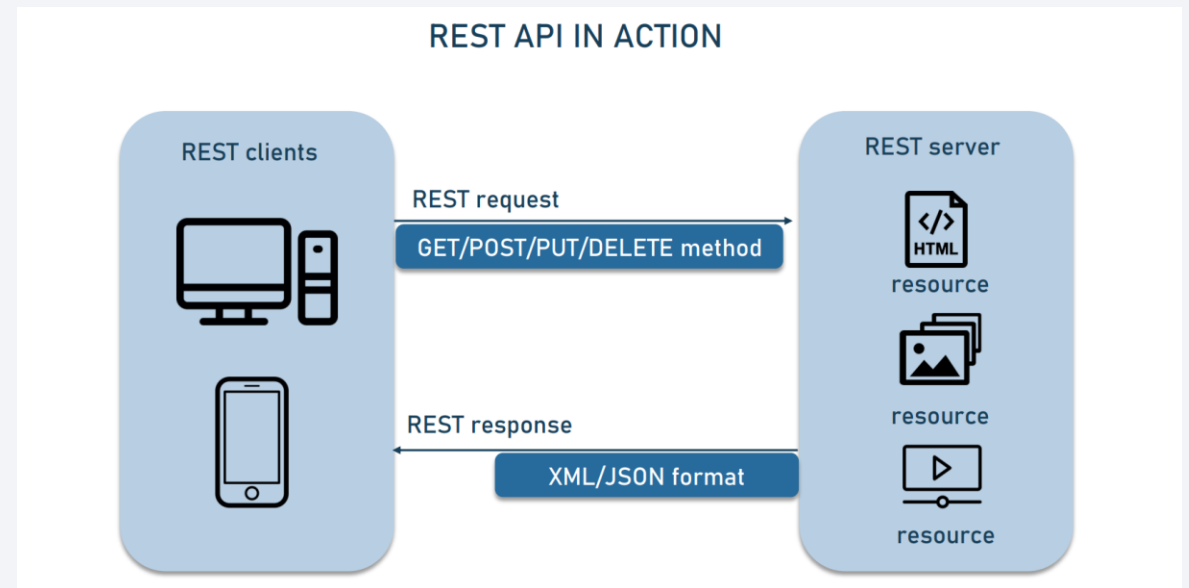 REST API IN ACTION
REST clients
REST request
GET/POST/PUT/DELETE method
REST response
XML/JSON format
REST server
</>
HTML
resource
resource
resource